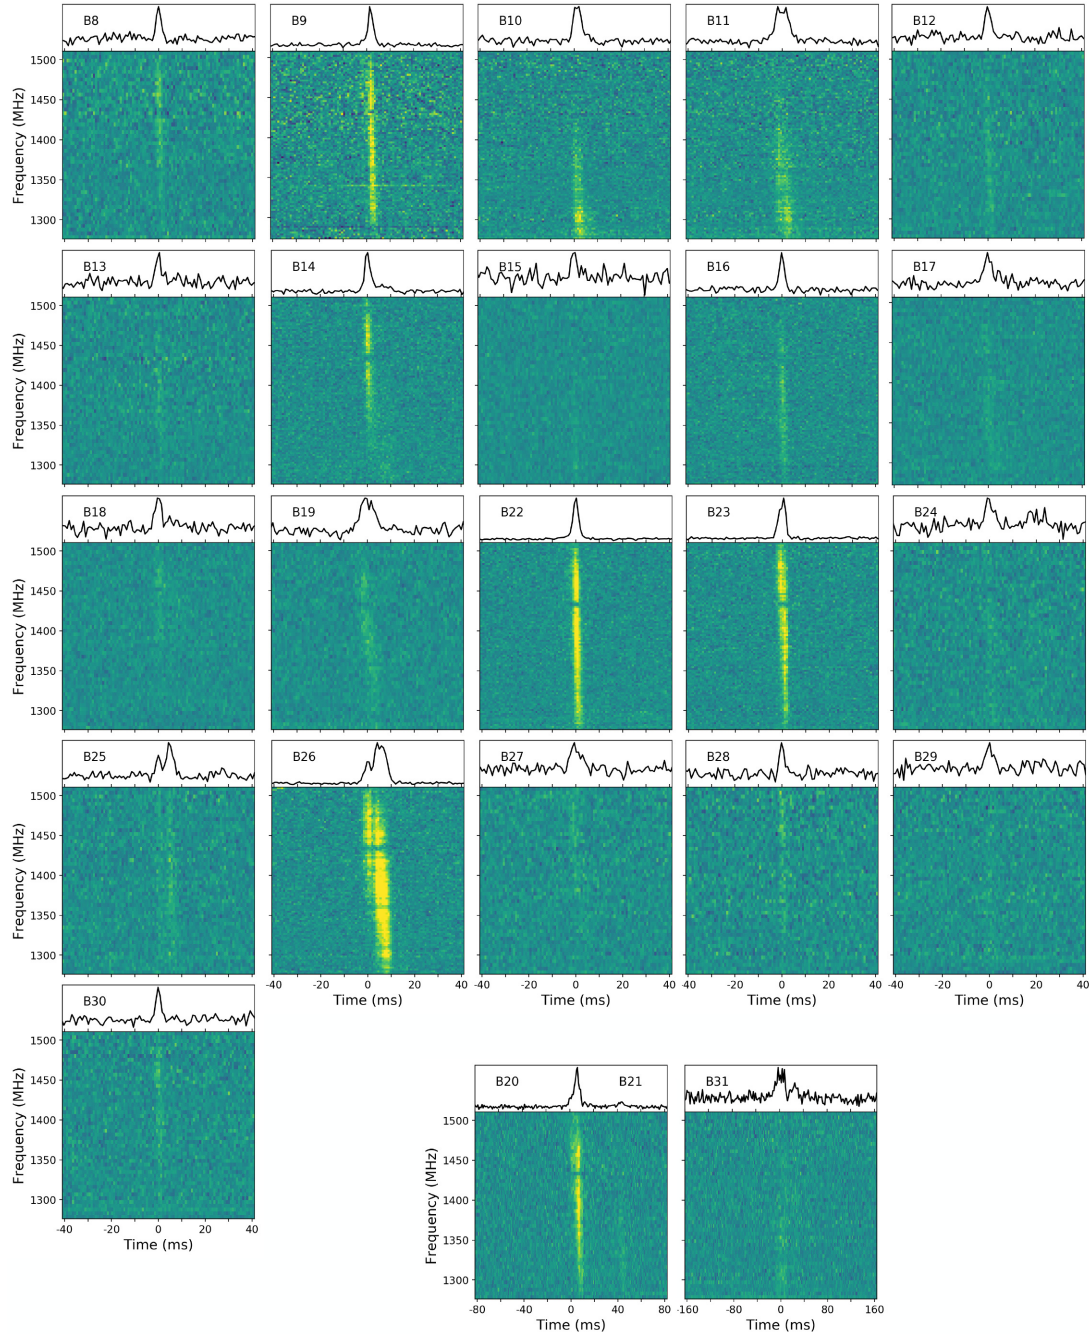 B8 B9 B10 B11 B12
Frequency (MHz)
1500
1450
1400
1350
1300
B13 B14 B15 B16 B17
Frequency (MHz)
1500
1450
1400
1350
1300
B18 B19 B22 B23 B24
Frequency (MHz)
1500
1450
1400
1350
1300
B25 B26 B27 B28 B29
Frequency (MHz)
1500
1450
1400
1350
1300
-40 -20 0 20 40 -40 -20 0 20 40 -40 -20 0 20 40 -40 -20 0 20 40
Time (ms) Time (ms) Time (ms) Time (ms)
B30
Frequency (MHz)
1500
1450
1400
1350
1300
-40 -20 0 20 40
Time (ms)
B20 B21 B31
Frequency (MHz)
1500
1450
1400
1350
1300
-80 -40 0 40 80 -160 -80 0 80 160
Time (ms) Time (ms)